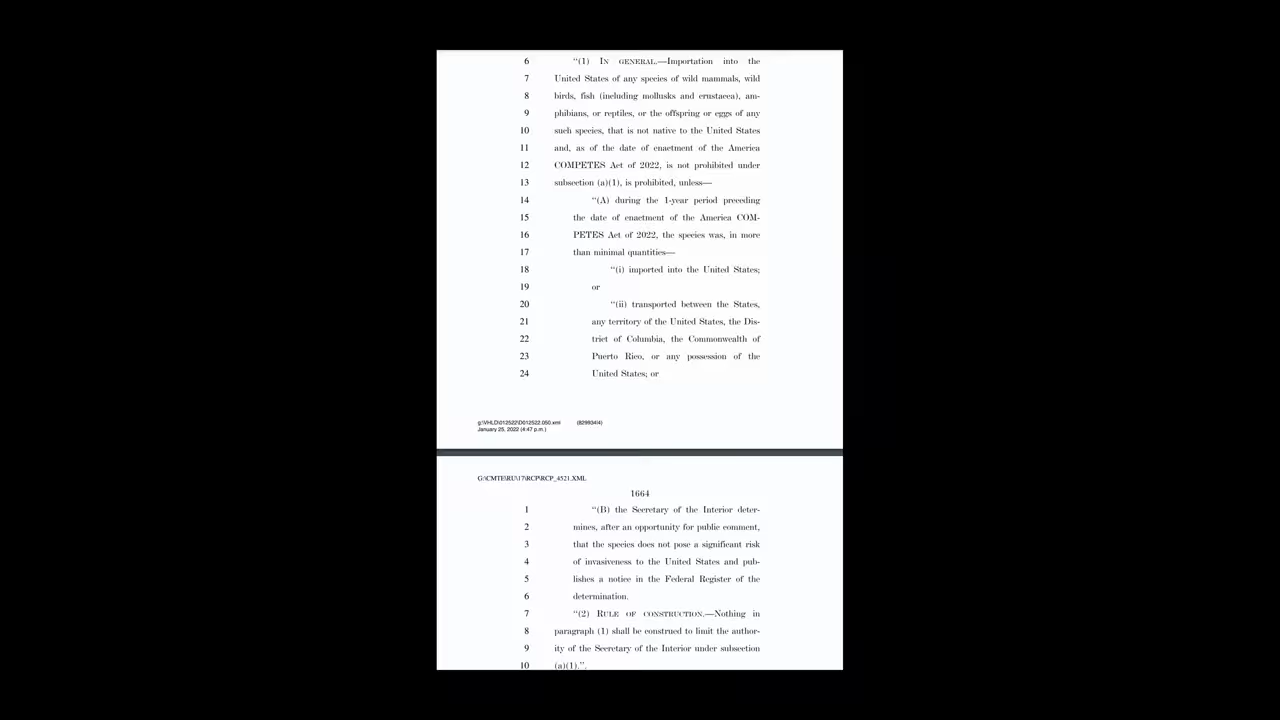 6 “(1) IN GENERAL.—Importation into the
7 United States of any species of wild mammals, wild
8 birds, fish (including mollusks and crustacea), am-
9 phibians, or reptiles, or the offspring or eggs of any
10 such species, that is not native to the United States
11 and, as of the date of enactment of the America
12 COMPETES Act of 2022, is not prohibited under
13 subsection (a)(1), is prohibited, unless—
14 “(A) during the 1-year period preceding
15 the date of enactment of the America COM-
16 PETES Act of 2022, the species was, in more
17 than minimal quantities—
18 “(i) imported into the United States;
19 or
20 “(ii) transported between the States,
21 any territory of the United States, the Dis-
22 trict of Columbia, the Commonwealth of
23 Puerto Rico, or any possession of the
24 United States; or
g:\VHLD\012522\D012522.050.xml (829934|4)
January 25, 2022 (4:47 p.m.)
G:\CMTE\RU\17\RCP\RCP_4521.XML
1664
1 “(B) the Secretary of the Interior deter-
2 mines, after an opportunity for public comment,
3 that the species does not pose a significant risk
4 of invasiveness to the United States and pub-
5 lishes a notice in the Federal Register of the
6 determination.
7 “(2) RULE OF CONSTRUCTION.—Nothing in
8 paragraph (1) shall be construed to limit the author-
9 ity of the Secretary of the Interior under subsection
10 (a)(1).”.